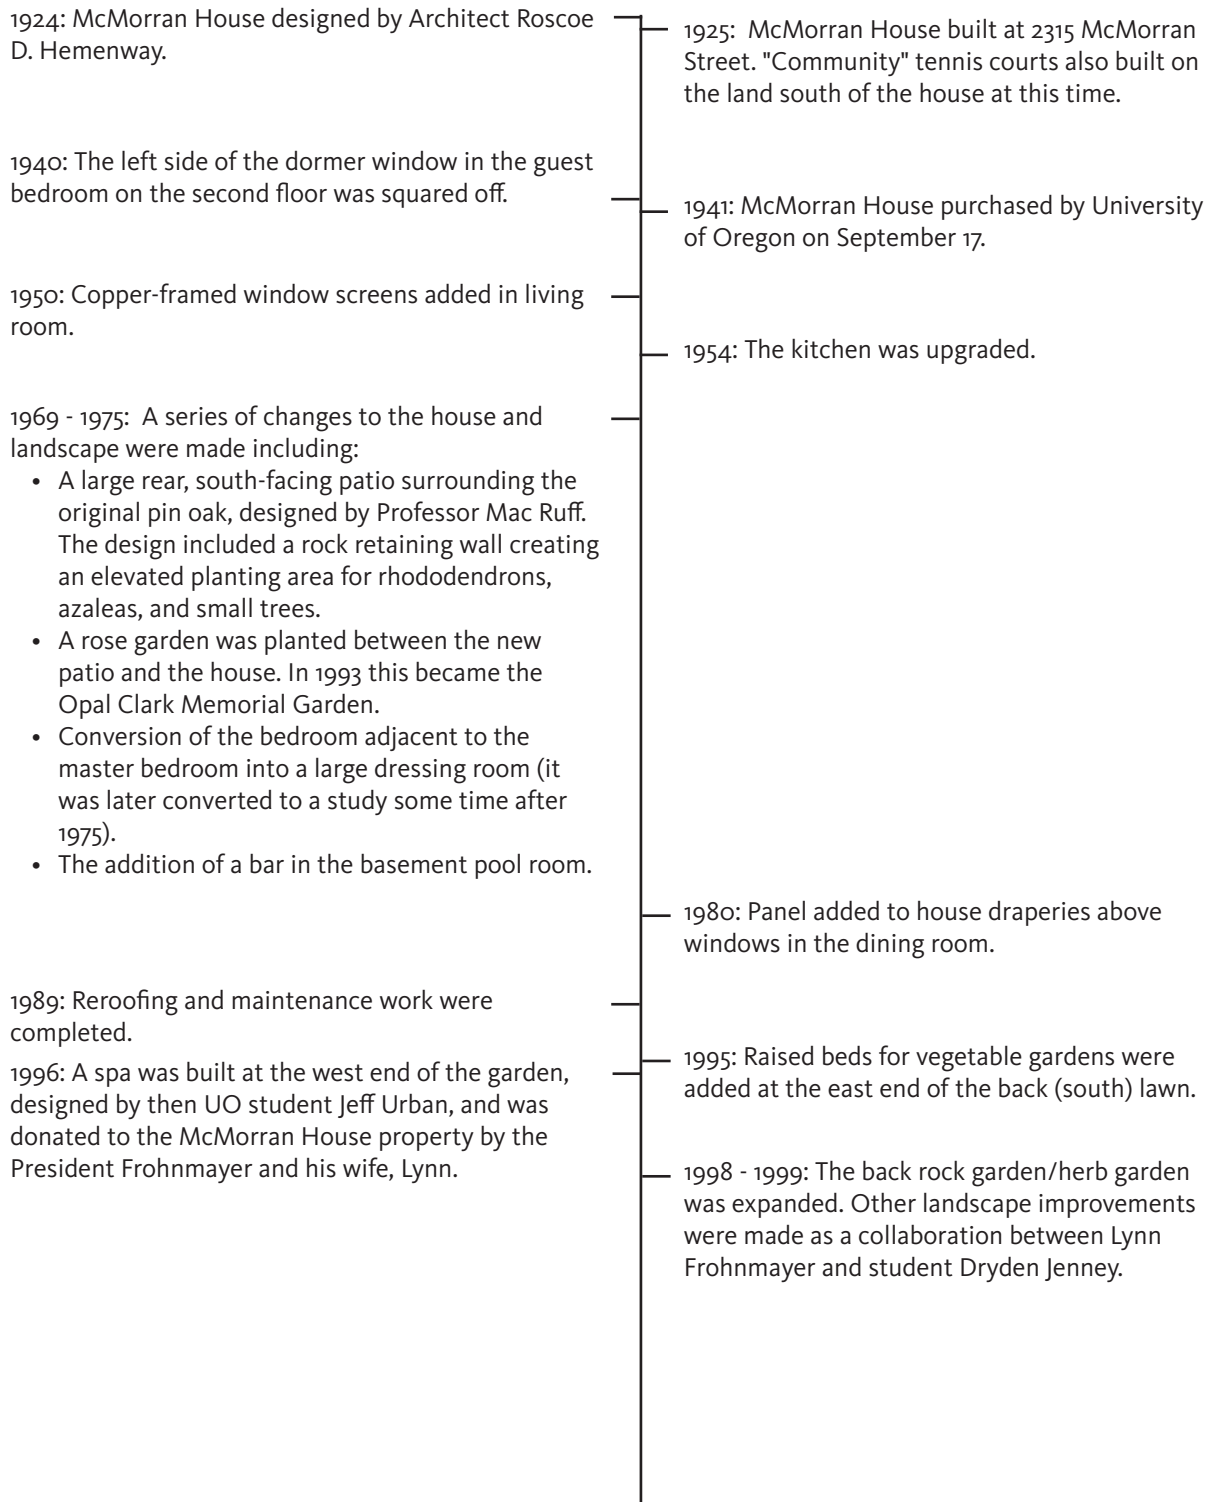 1924: McMorran House designed by Architect Roscoe
D. Hemenway.
1925:  McMorran House built at 2315 McMorran
Street. "Community" tennis courts also built on
the land south of the house at this time.
1940: The left side of the dormer window in the guest
bedroom on the second floor was squared off.
1941: McMorran House purchased by University
of Oregon on September 17.
1950: Copper-framed window screens added in living
room.
1954: The kitchen was upgraded.
1969 - 1975:  A series of changes to the house and
landscape were made including:
• A large rear, south-facing patio surrounding the
original pin oak, designed by Professor Mac Ruff.
The design included a rock retaining wall creating
an elevated planting area for rhododendrons,
azaleas, and small trees.
• A rose garden was planted between the new
patio and the house. In 1993 this became the
Opal Clark Memorial Garden.
• Conversion of the bedroom adjacent to the
master bedroom into a large dressing room (it
was later converted to a study some time after
1975).
• The addition of a bar in the basement pool room.
1980: Panel added to house draperies above
windows in the dining room.
1989: Reroofing and maintenance work were
completed.
1995: Raised beds for vegetable gardens were
added at the east end of the back (south) lawn.
1996: A spa was built at the west end of the garden,
designed by then UO student Jeff Urban, and was
donated to the McMorran House property by the
President Frohnmayer and his wife, Lynn.
1998 - 1999: The back rock garden/herb garden
was expanded. Other landscape improvements
were made as a collaboration between Lynn
Frohnmayer and student Dryden Jenney.